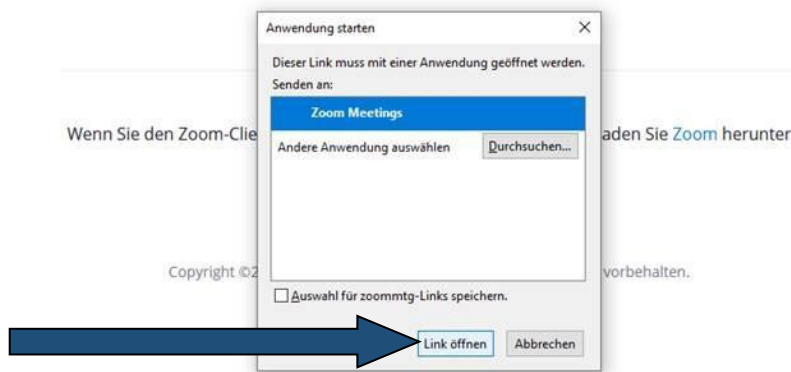 Anwendung starten
Dieser Link muss mit einer Anwendung geöffnet werden.
Senden an:
Zoom Meetings
Wenn Sie den Zoom-Clie
aden Sie Zoom herunter
Andere Anwendung auswählen
Durchsuchen...
Copyright ©2
vorbehalten.
Auswahl für zoommtg-Links speichern.
Link öffnen
Abbrechen